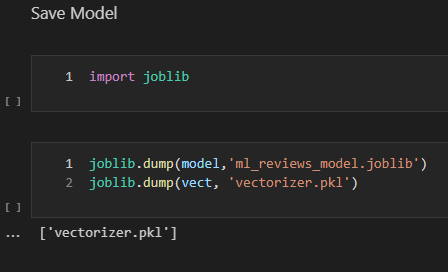 Save Model
1 import joblib
[ ]
1 joblib.dump(model,'ml_reviews_model.joblib')
2 joblib.dump(vect, 'vectorizer.pkl')
[ ]
... ['vectorizer.pkl']